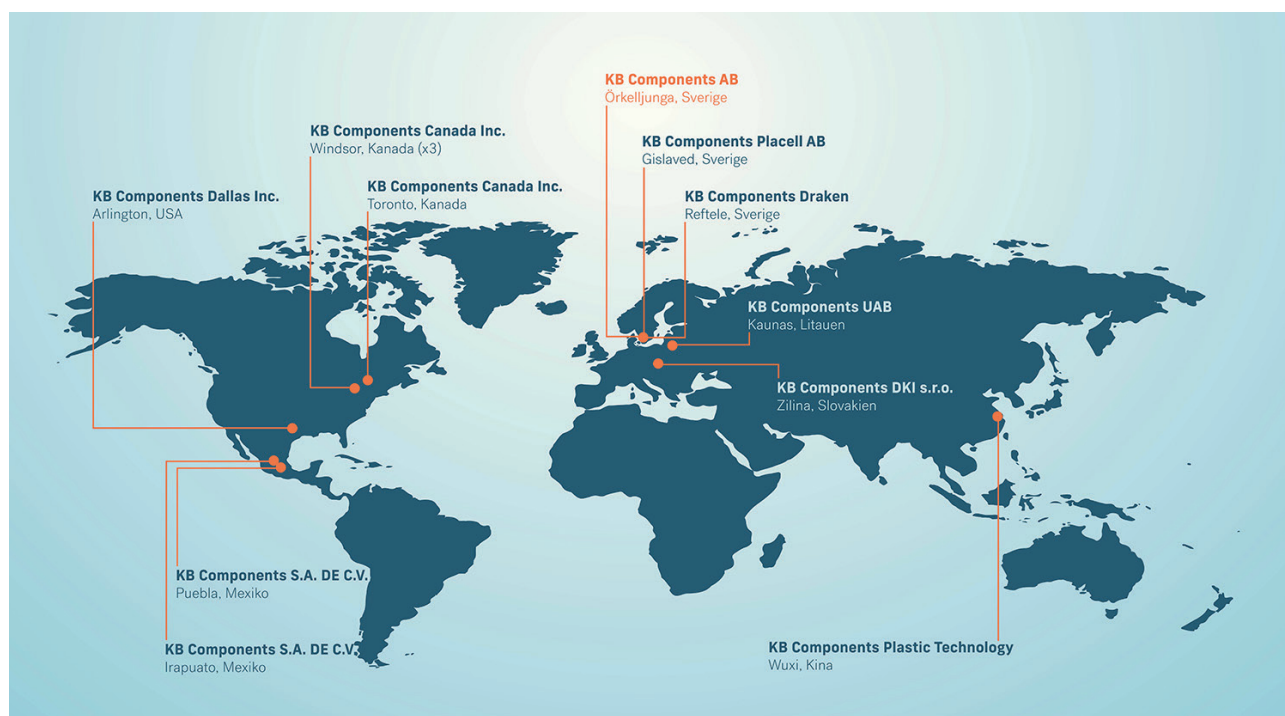 KB Components AB
Örkelljunga, Sverige
KB Components Canada Inc.
Windsor, Kanada (x3)
KB Components Placell AB
Gislaved, Sverige
KB Components Canada Inc.
Toronto, Kanada
KB Components Dallas Inc.
Arlington, USA
KB Components Draken
Reftele, Sverige
KB Components UAB
Kaunas, Litauen
KB Components DKI s.r.o.
Zilina, Slovakien
KB Components S.A. DE C.V.
Puebla, Mexiko
KB Components S.A. DE C.V.
Irapuato, Mexiko
KB Components Plastic Technology
Wuxi, Kina